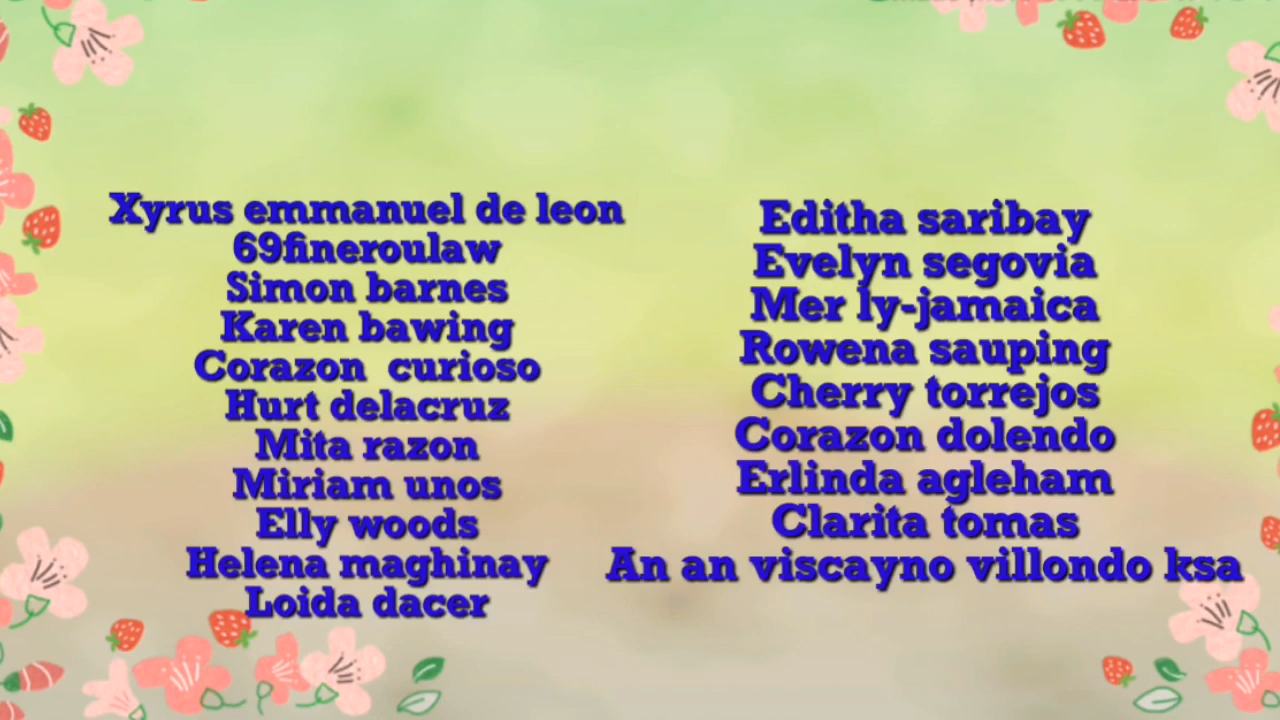 Xyrus emmanuel de leon
69fineroulaw
Simon barnes
Karen bawing
Corazon  curioso
Hurt delacruz
Mita razon
Miriam unos
Elly woods
Helena maghinay
Loida dacer
Editha saribay
Evelyn segovia
Mer ly-jamaica
Rowena sauping
Cherry torrejos
Corazon dolendo
Erlinda agleham
Clarita tomas
An an viscayno villondo ksa